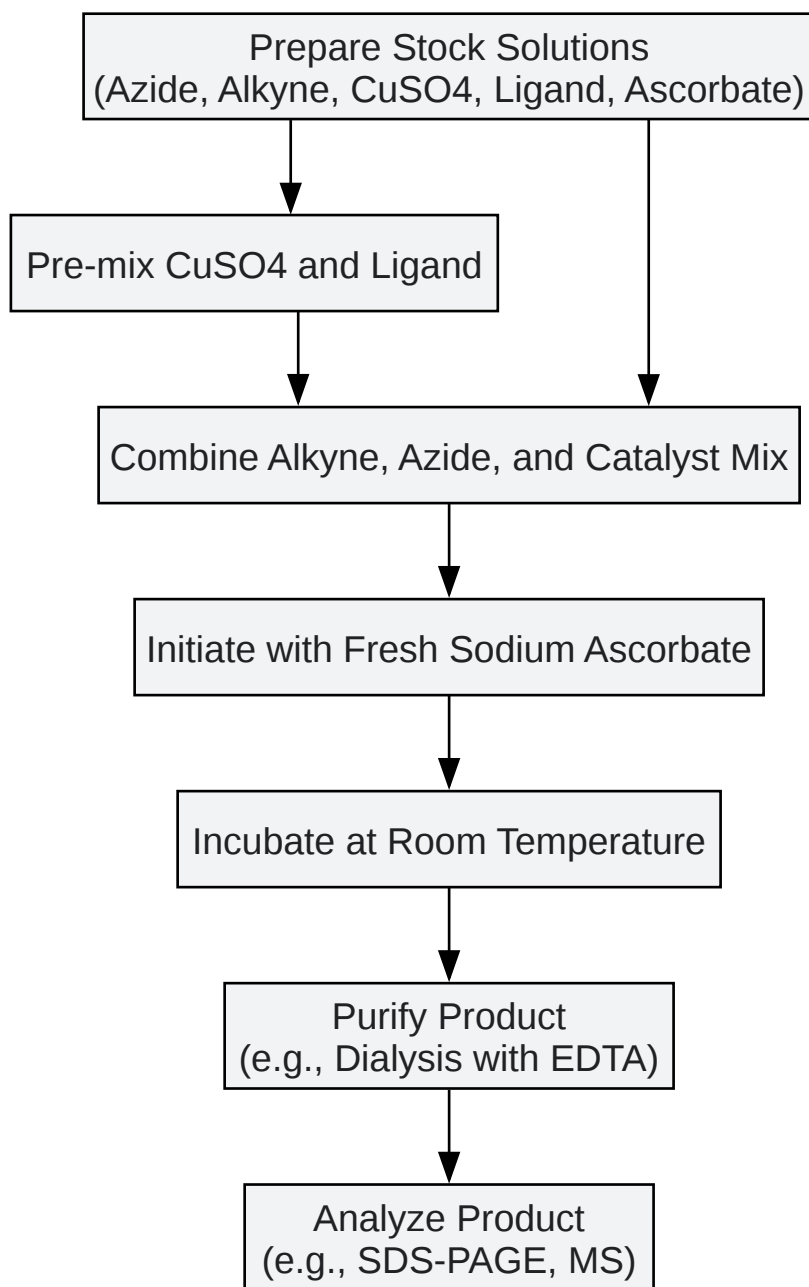 Prepare Stock Solutions
(Azide, Alkyne, CuSO4, Ligand, Ascorbate)
Pre-mix CuSO4 and Ligand
Combine Alkyne, Azide, and Catalyst Mix
Initiate with Fresh Sodium Ascorbate
Incubate at Room Temperature
Purify Product
(e.g., Dialysis with EDTA)
Analyze Product
(e.g., SDS-PAGE, MS)